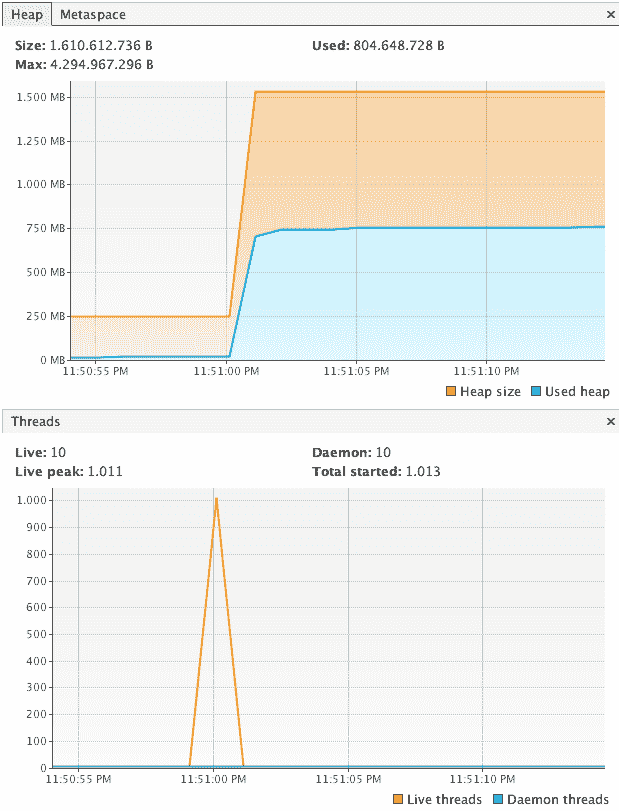 Heap Metaspace ×
Size: 1.610.612.736 B Used: 804.648.728 B
Max: 4.294.967.296 B
1.500 MB
1.250 MB
1.000 MB
750 MB
500 MB
250 MB
0 MB
11:50:55 PM 11:51:00 PM 11:51:05 PM 11:51:10 PM
Heap size Used heap
Threads ×
Live: 10 Daemon: 10
Live peak: 1.011 Total started: 1.013
1.000
900
800
700
600
500
400
300
200
100
0
11:50:55 PM 11:51:00 PM 11:51:05 PM 11:51:10 PM
Live threads Daemon threads